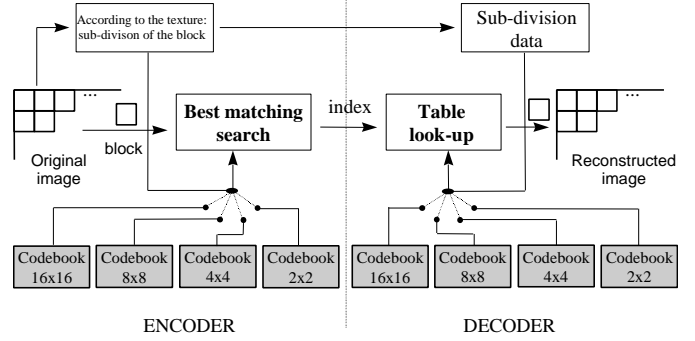 According to the texture:
sub-divison of the block
Sub-division
data
...
Best matching
search
index
Table
look-up
...
block
Original
image
Reconstructed
image
Codebook
16x16
Codebook
8x8
Codebook
4x4
Codebook
2x2
Codebook
16x16
Codebook
8x8
Codebook
4x4
Codebook
2x2
ENCODER
DECODER